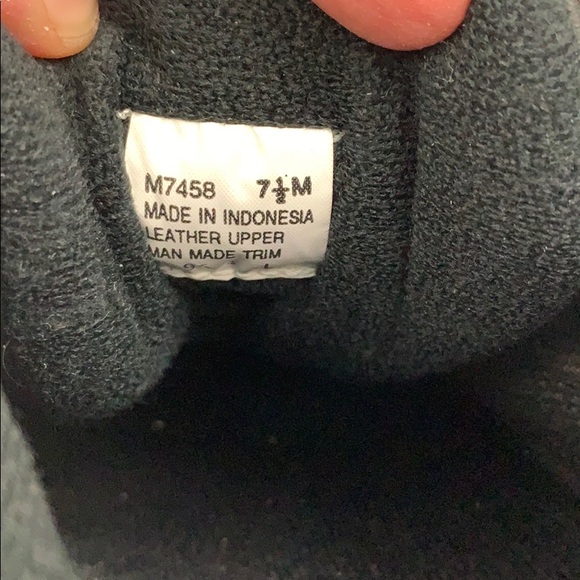 M7458 7½M
MADE IN INDONESIA
LEATHER UPPER
MAN MADE TRIM